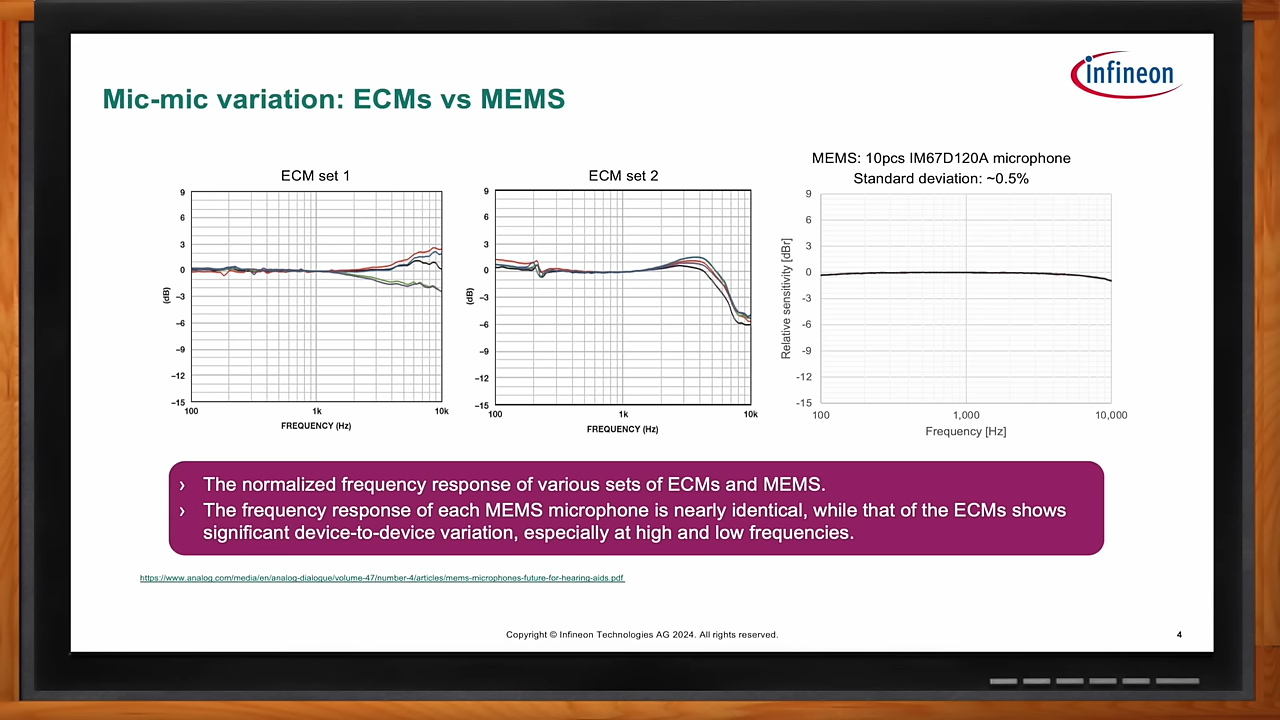 infineon
Mic-mic variation: ECMs vs MEMS
ECM set 1
9
6
3
0
−3
−6
−9
−12
−15
(dB)
100
1k
10k
FREQUENCY (Hz)
ECM set 2
9
6
3
0
−3
−6
−9
−12
−15
(dB)
100
1k
10k
FREQUENCY (Hz)
MEMS: 10pcs IM67D120A microphone
Standard deviation: ~0.5%
9
6
3
0
-3
-6
-9
-12
-15
Relative sensitivity [dBr]
100
1,000
10,000
Frequency [Hz]
› The normalized frequency response of various sets of ECMs and MEMS.
› The frequency response of each MEMS microphone is nearly identical, while that of the ECMs shows
significant device-to-device variation, especially at high and low frequencies.
https://www.analog.com/media/en/analog-dialogue/volume-47/number-4/articles/mems-microphones-future-for-hearing-aids.pdf
Copyright © Infineon Technologies AG 2024. All rights reserved.
4